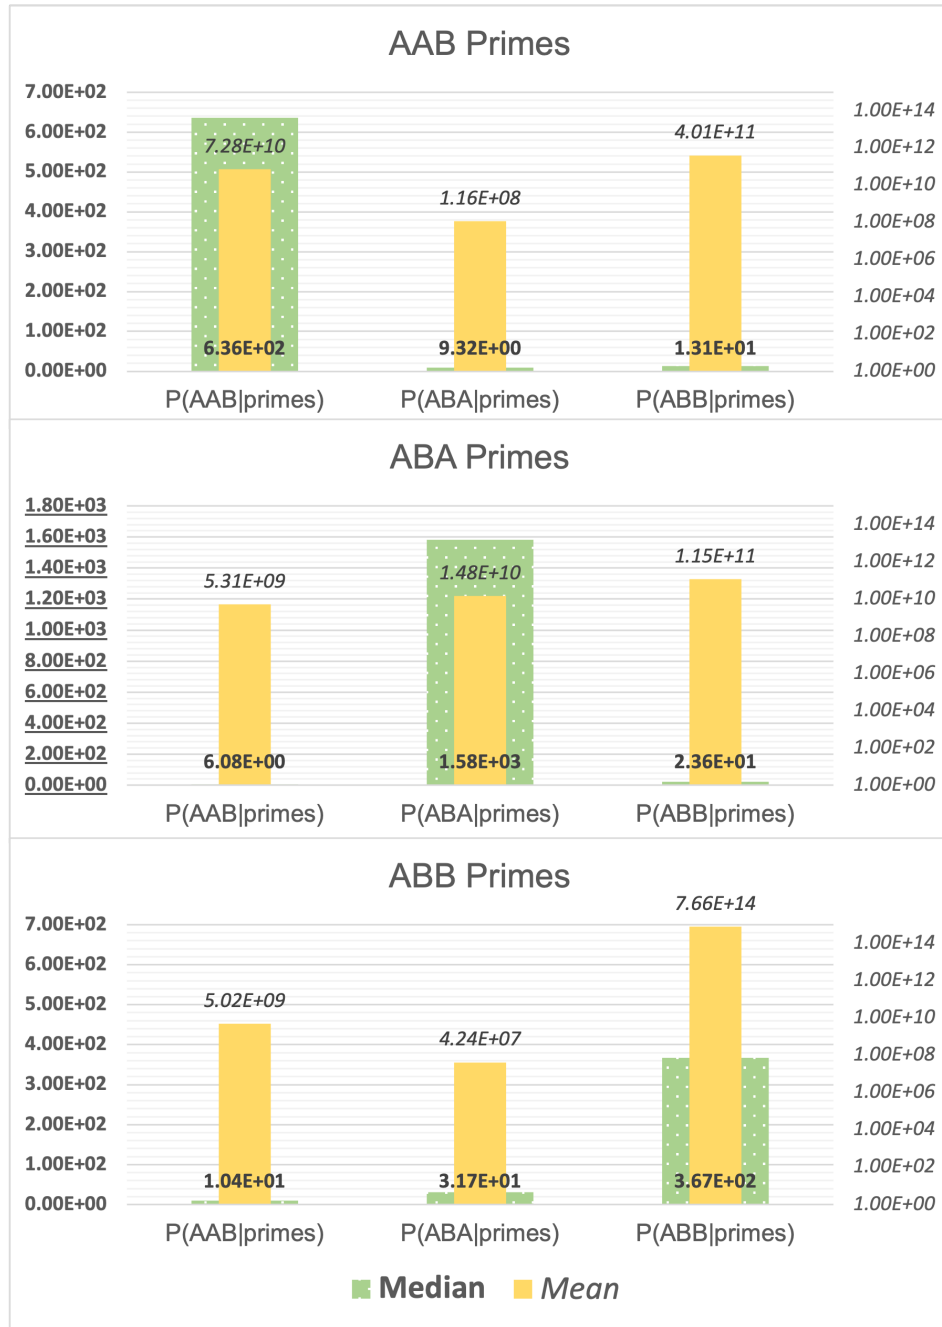 AAB Primes
7.00E+02
6.00E+02
5.00E+02
4.00E+02
3.00E+02
2.00E+02
1.00E+02
0.00E+00
7.28E+10
1.16E+08
4.01E+11
6.36E+02
9.32E+00
1.31E+01
1.00E+14
1.00E+12
1.00E+10
1.00E+08
1.00E+06
1.00E+04
1.00E+02
1.00E+00
P(AAB|primes)
P(ABA|primes)
P(ABB|primes)
ABA Primes
1.80E+03
1.60E+03
1.40E+03
1.20E+03
1.00E+03
8.00E+02
6.00E+02
4.00E+02
2.00E+02
0.00E+00
5.31E+09
1.48E+10
1.15E+11
6.08E+00
1.58E+03
2.36E+01
1.00E+14
1.00E+12
1.00E+10
1.00E+08
1.00E+06
1.00E+04
1.00E+02
1.00E+00
P(AAB|primes)
P(ABA|primes)
P(ABB|primes)
ABB Primes
7.00E+02
6.00E+02
5.00E+02
4.00E+02
3.00E+02
2.00E+02
1.00E+02
0.00E+00
5.02E+09
4.24E+07
7.66E+14
1.04E+01
3.17E+01
3.67E+02
1.00E+14
1.00E+12
1.00E+10
1.00E+08
1.00E+06
1.00E+04
1.00E+02
1.00E+00
P(AAB|primes)
P(ABA|primes)
P(ABB|primes)
Median
Mean